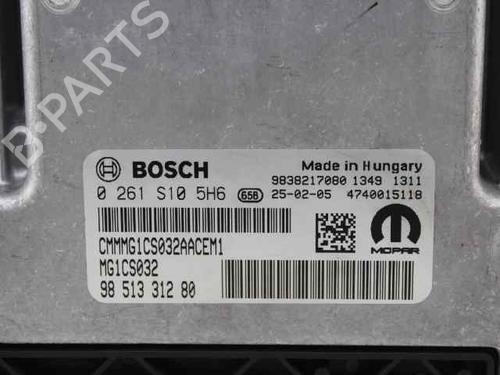 B-PARTS
BOSCH
Made in Hungary
0 261 S10 5H6 658
9838217080 1349 1311
25-02-05 4740015118
CMMMG1CS032AACEM1
MG1CS032
98 513 312 80
MOPAR